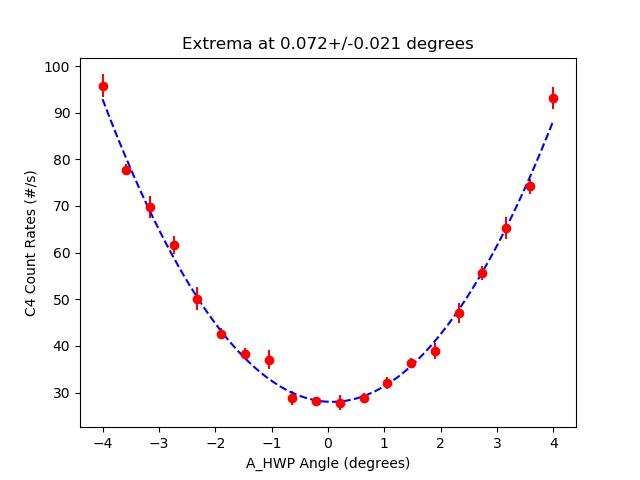 Extrema at 0.072+/-0.021 degrees
100
90
80
70
60
50
40
30
C4 Count Rates (#/s)
−4 −3 −2 −1 0 1 2 3 4
A_HWP Angle (degrees)